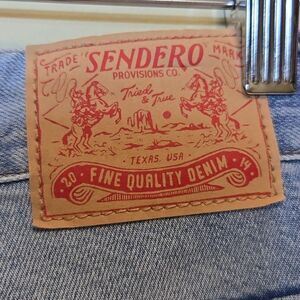 TRADE SENDERO MARK
PROVISIONS CO.
Tried
& True
TEXAS, USA
20 FINE QUALITY DENIM 14